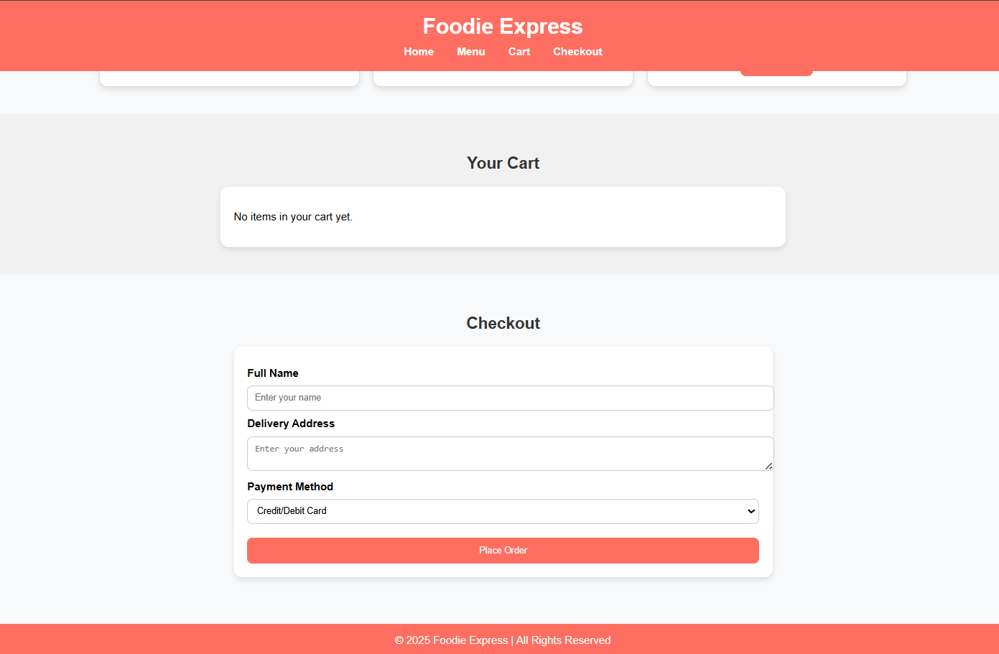 Foodie Express
Home Menu Cart Checkout
Your Cart
No items in your cart yet.
Checkout
Full Name
Enter your name
Delivery Address
Enter your address
Payment Method
Credit/Debit Card
Place Order
© 2025 Foodie Express | All Rights Reserved